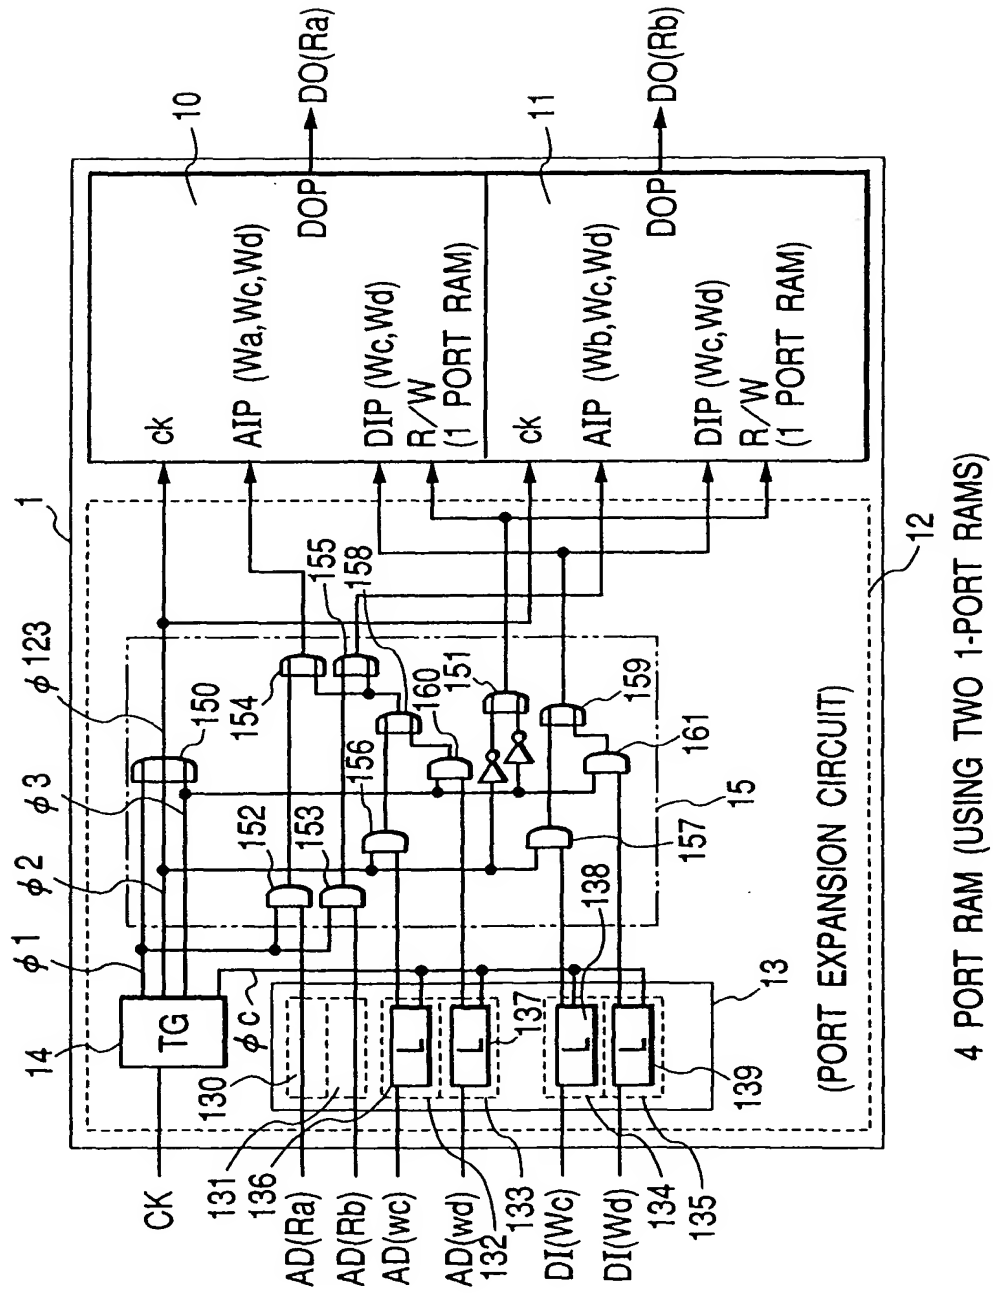 CK
AD(Ra)
AD(Rb)
AD(wc)
AD(wd)
DI(Wc)
DI(Wd)
14
TG
130
131
136
132
133
134
135
137
138
139
13
φ1
φ2
φ3
φ123
φc
150
152
153
154
155
156
158
160
151
159
161
157
15
12
1
(PORT EXPANSION CIRCUIT)
10
ck
AIP (Wa,Wc,Wd)
DOP
DO(Ra)
DIP (Wc,Wd)
R/W
(1 PORT RAM)
11
ck
AIP (Wb,Wc,Wd)
DOP
DO(Rb)
DIP (Wc,Wd)
R/W
(1 PORT RAM)
L
L
L
L
4 PORT RAM (USING TWO 1-PORT RAMS)